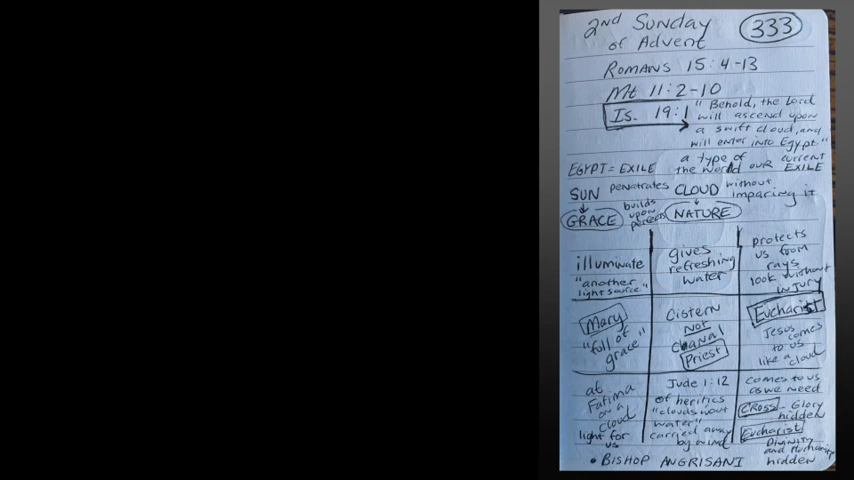 2nd Sunday
of Advent
333
Romans 15:4-13
Mt 11:2-10
Is. 19:1
"Behold, the Lord
will ascend upon
a swift cloud, and
will enter into Egypt"
EGYPT = EXILE
a type of current
the world our EXILE
SUN penatrates CLOUD without
imparing it
GRACE
builds
upon
perfects
NATURE
illuminate
"another
light source"
gives
refreshing
water
protects
us from
rays
look without
injury
Mary
"full of
grace"
Cistern
Not
Chanal
Priest
Eucharist
Jesus comes
to us
like a cloud
at
Fatima
on a
cloud
light for
us
Jude 1:12
of heritics
"clouds w/out
water"
carried away
by wind
comes to us
as we need
CROSS - Glory
hidden
Eucharist
Divinity
and Humanity
hidden
• BISHOP ANGRISANI